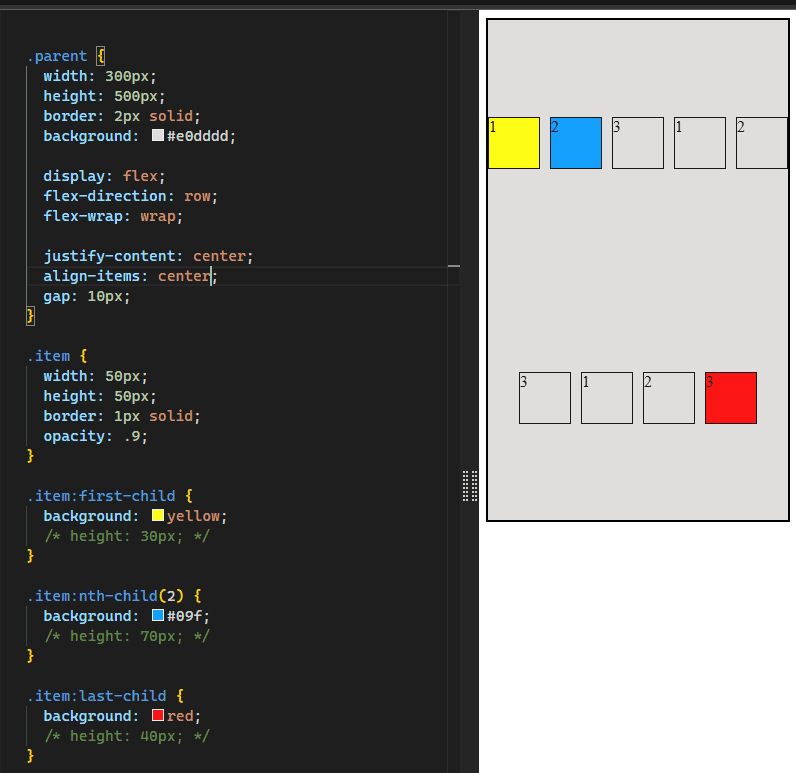 .parent {
width: 300px;
height: 500px;
border: 2px solid;
background: #e0dddd;
display: flex;
flex-direction: row;
flex-wrap: wrap;
justify-content: center;
align-items: center;
gap: 10px;
}
.item {
width: 50px;
height: 50px;
border: 1px solid;
opacity: .9;
}
.item:first-child {
background: yellow;
/* height: 30px; */
}
.item:nth-child(2) {
background: #09f;
/* height: 70px; */
}
.item:last-child {
background: red;
/* height: 40px; */
}
1 2 3 1 2
3 1 2 3